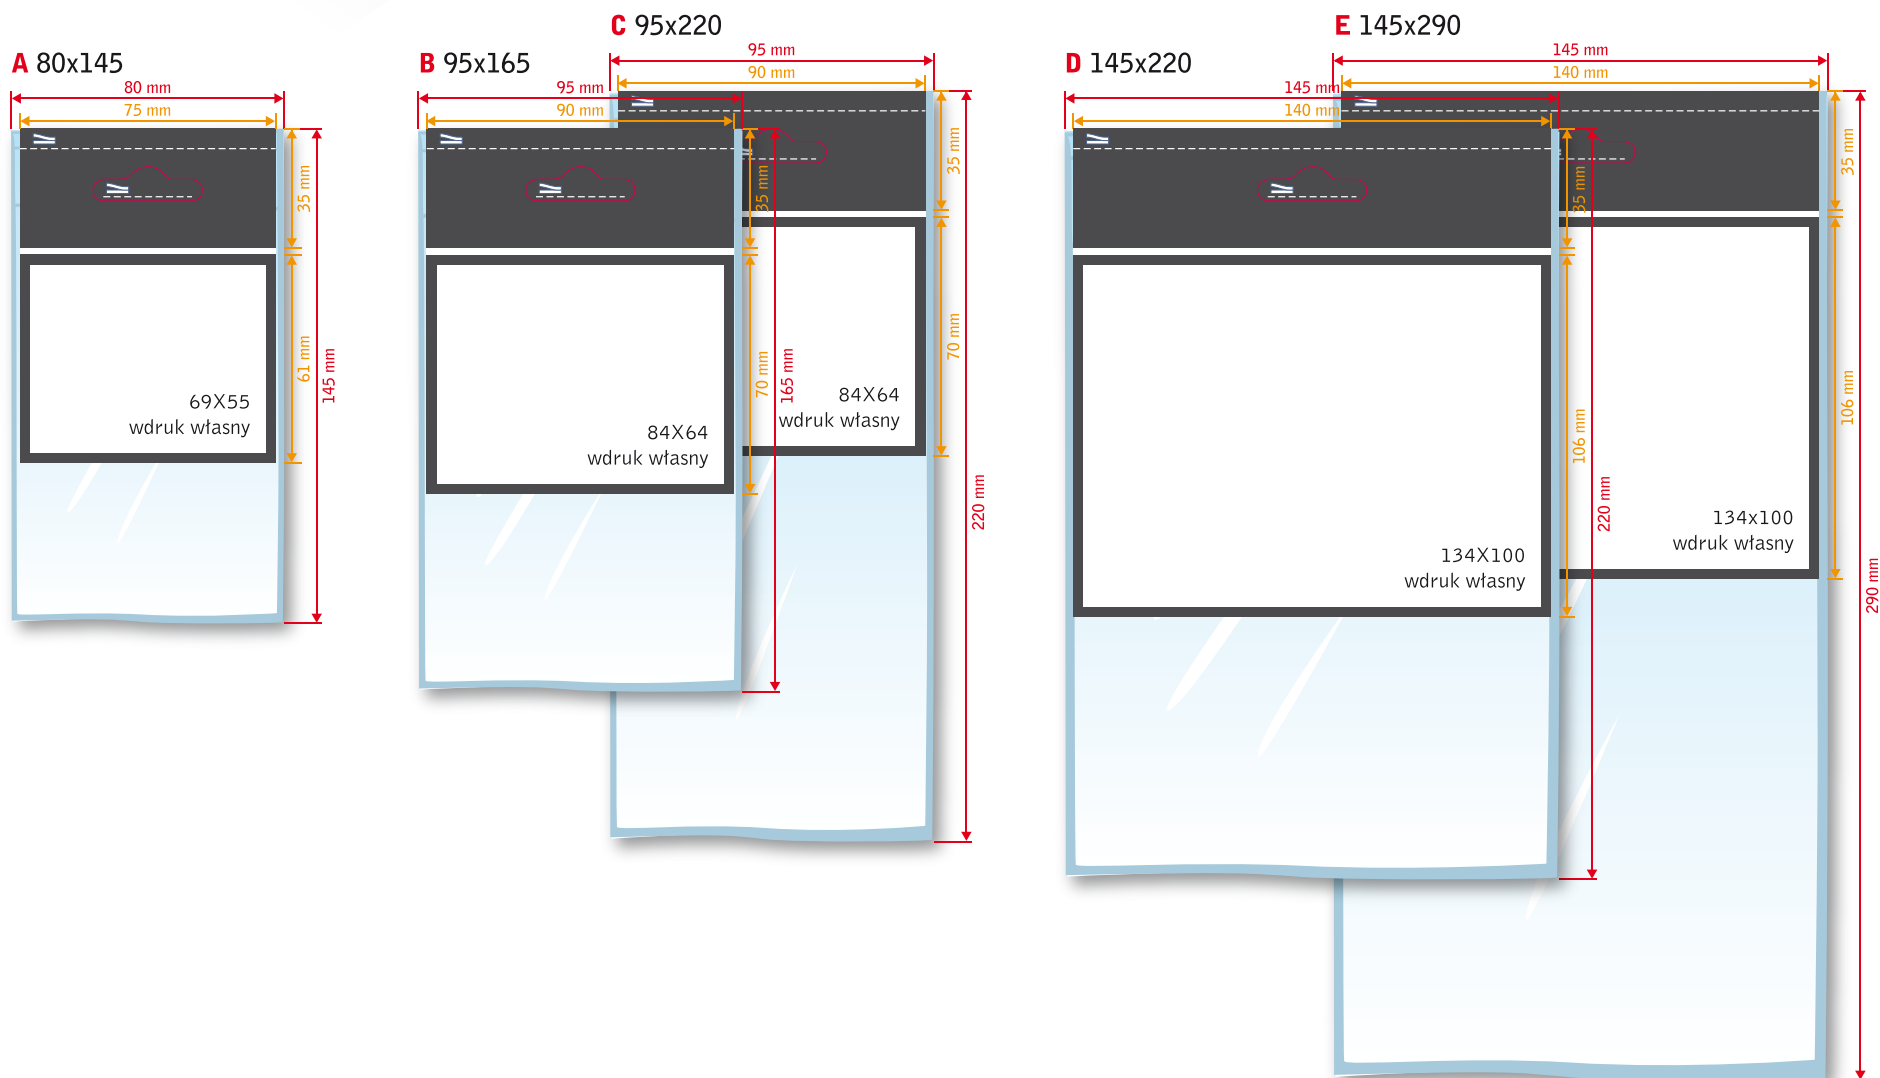 A 80x145
80 mm
75 mm
35 mm
61 mm
145 mm
69X55
wdruk własny
B 95x165
95 mm
90 mm
35 mm
70 mm
165 mm
84X64
wdruk własny
C 95x220
95 mm
90 mm
35 mm
70 mm
220 mm
84X64
wdruk własny
D 145x220
145 mm
140 mm
35 mm
106 mm
220 mm
134X100
wdruk własny
E 145x290
145 mm
140 mm
35 mm
106 mm
290 mm
134x100
wdruk własny